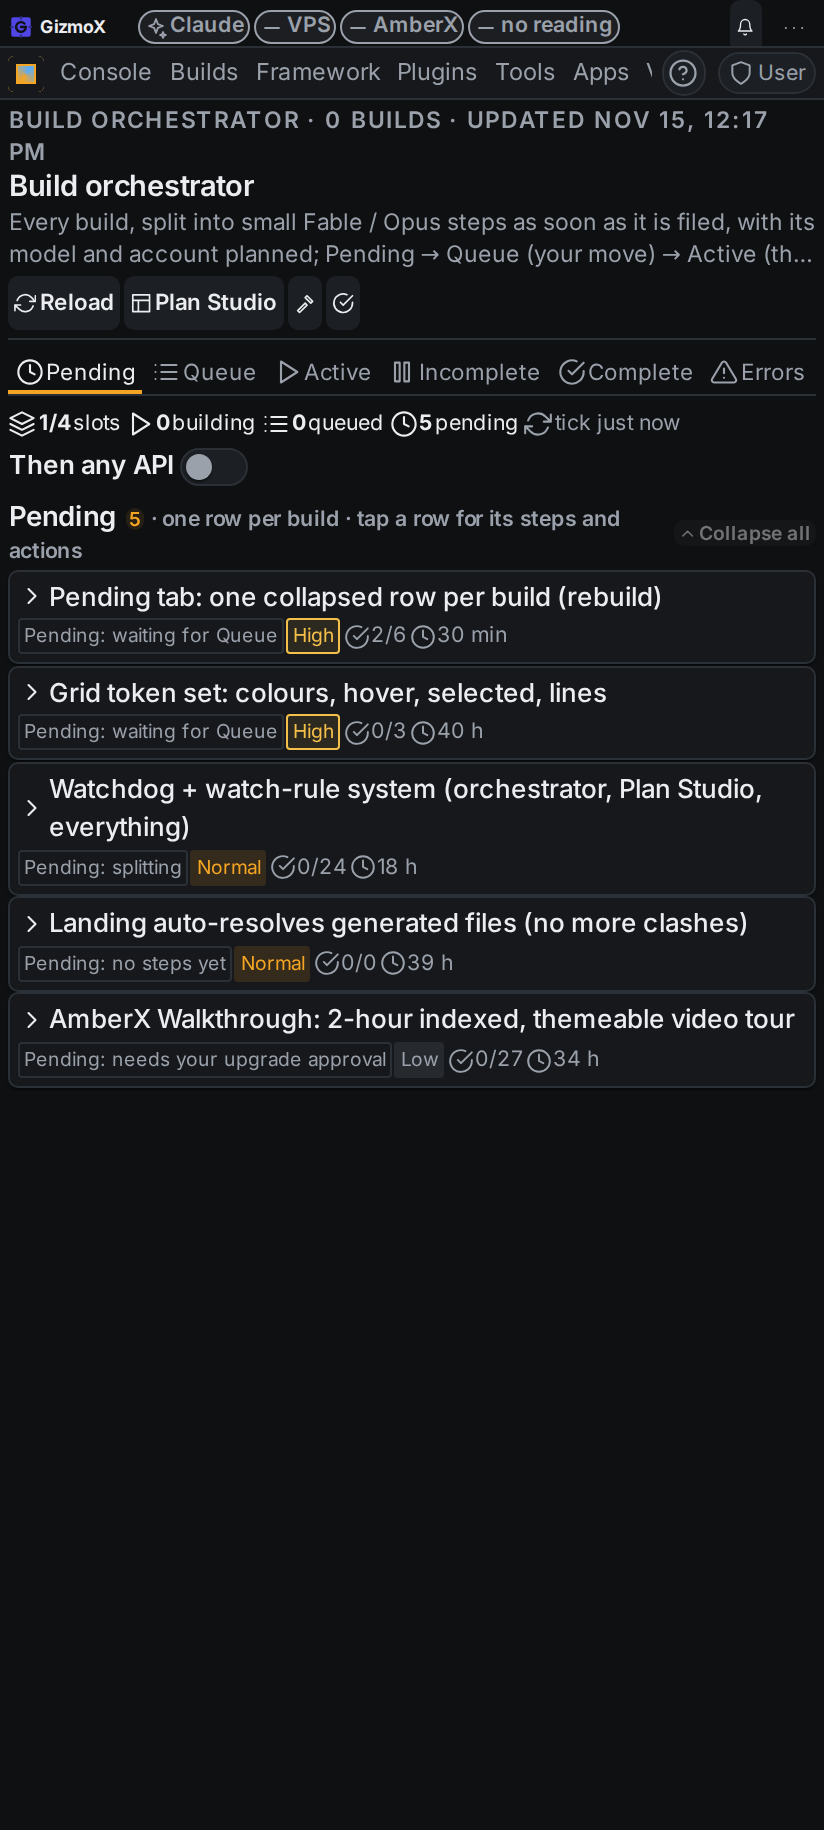 GizmoX Claude — VPS — AmberX — no reading ...
Console Builds Framework Plugins Tools Apps User
BUILD ORCHESTRATOR · 0 BUILDS · UPDATED NOV 15, 12:17
PM
Build orchestrator
Every build, split into small Fable / Opus steps as soon as it is filed, with its
model and account planned; Pending → Queue (your move) → Active (th...
Reload Plan Studio
Pending Queue Active Incomplete Complete Errors
1/4 slots 0 building 0 queued 5 pending tick just now
Then any API
Pending 5 · one row per build · tap a row for its steps and
actions
Collapse all
Pending tab: one collapsed row per build (rebuild)
Pending: waiting for Queue High 2/6 30 min
Grid token set: colours, hover, selected, lines
Pending: waiting for Queue High 0/3 40 h
Watchdog + watch-rule system (orchestrator, Plan Studio,
everything)
Pending: splitting Normal 0/24 18 h
Landing auto-resolves generated files (no more clashes)
Pending: no steps yet Normal 0/0 39 h
AmberX Walkthrough: 2-hour indexed, themeable video tour
Pending: needs your upgrade approval Low 0/27 34 h